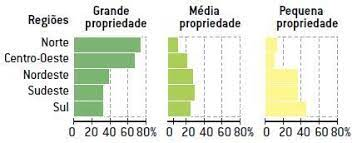 Regiões
Grande propriedade
Média propriedade
Pequena propriedade
Norte
Centro-Oeste
Nordeste
Sudeste
Sul
0 20 40 60 80%
0 20 40 60 80%
0 20 40 60 80%